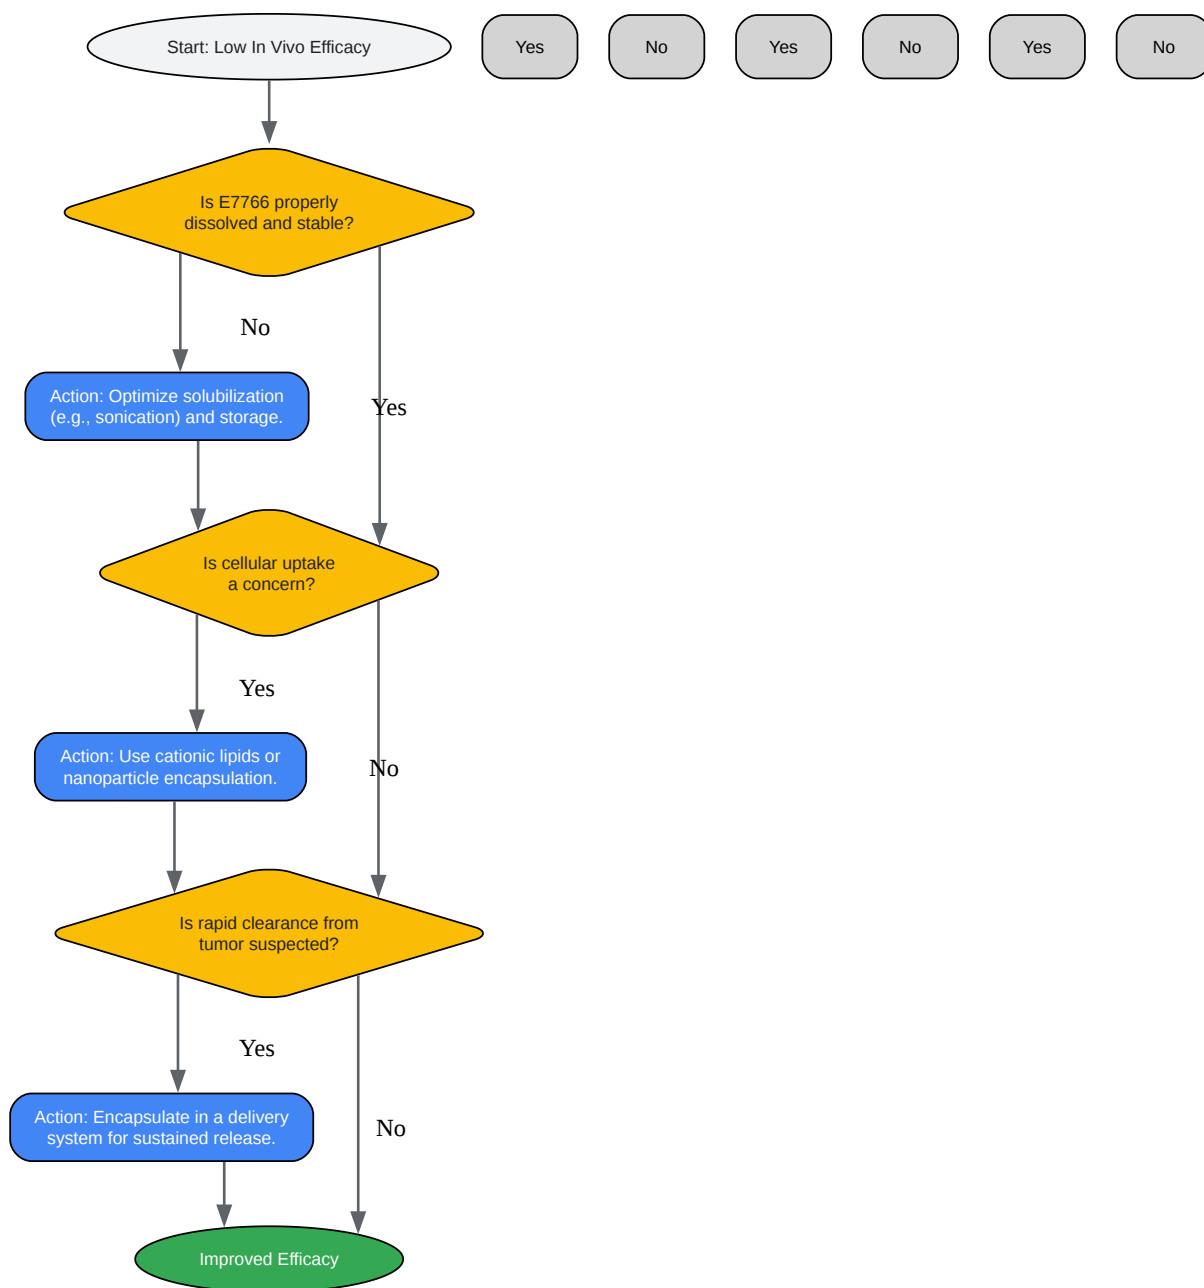 Start: Low In Vivo Efficacy
Yes
No
Yes
No
Yes
No
Is E7766 properly
dissolved and stable?
No
Action: Optimize solubilization
(e.g., sonication) and storage.
Yes
Is cellular uptake
a concern?
Yes
Action: Use cationic lipids or
nanoparticle encapsulation.
No
Is rapid clearance from
tumor suspected?
Yes
Action: Encapsulate in a delivery
system for sustained release.
No
Improved Efficacy